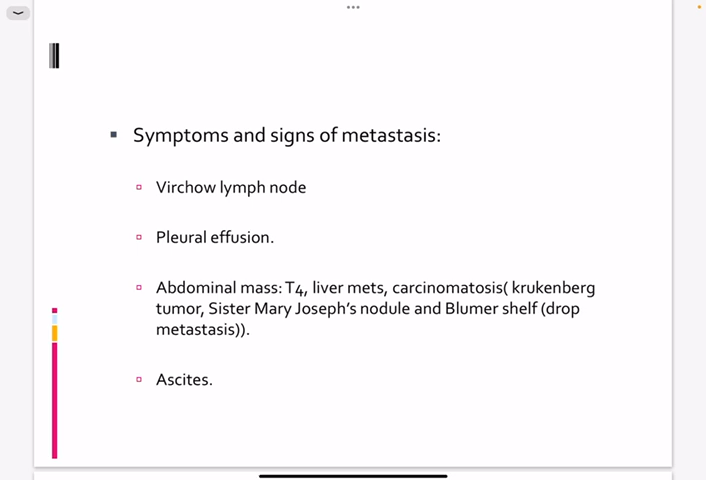 Symptoms and signs of metastasis:
Virchow lymph node
Pleural effusion.
Abdominal mass: T4, liver mets, carcinomatosis( krukenberg
tumor, Sister Mary Joseph's nodule and Blumer shelf (drop
metastasis)).
Ascites.